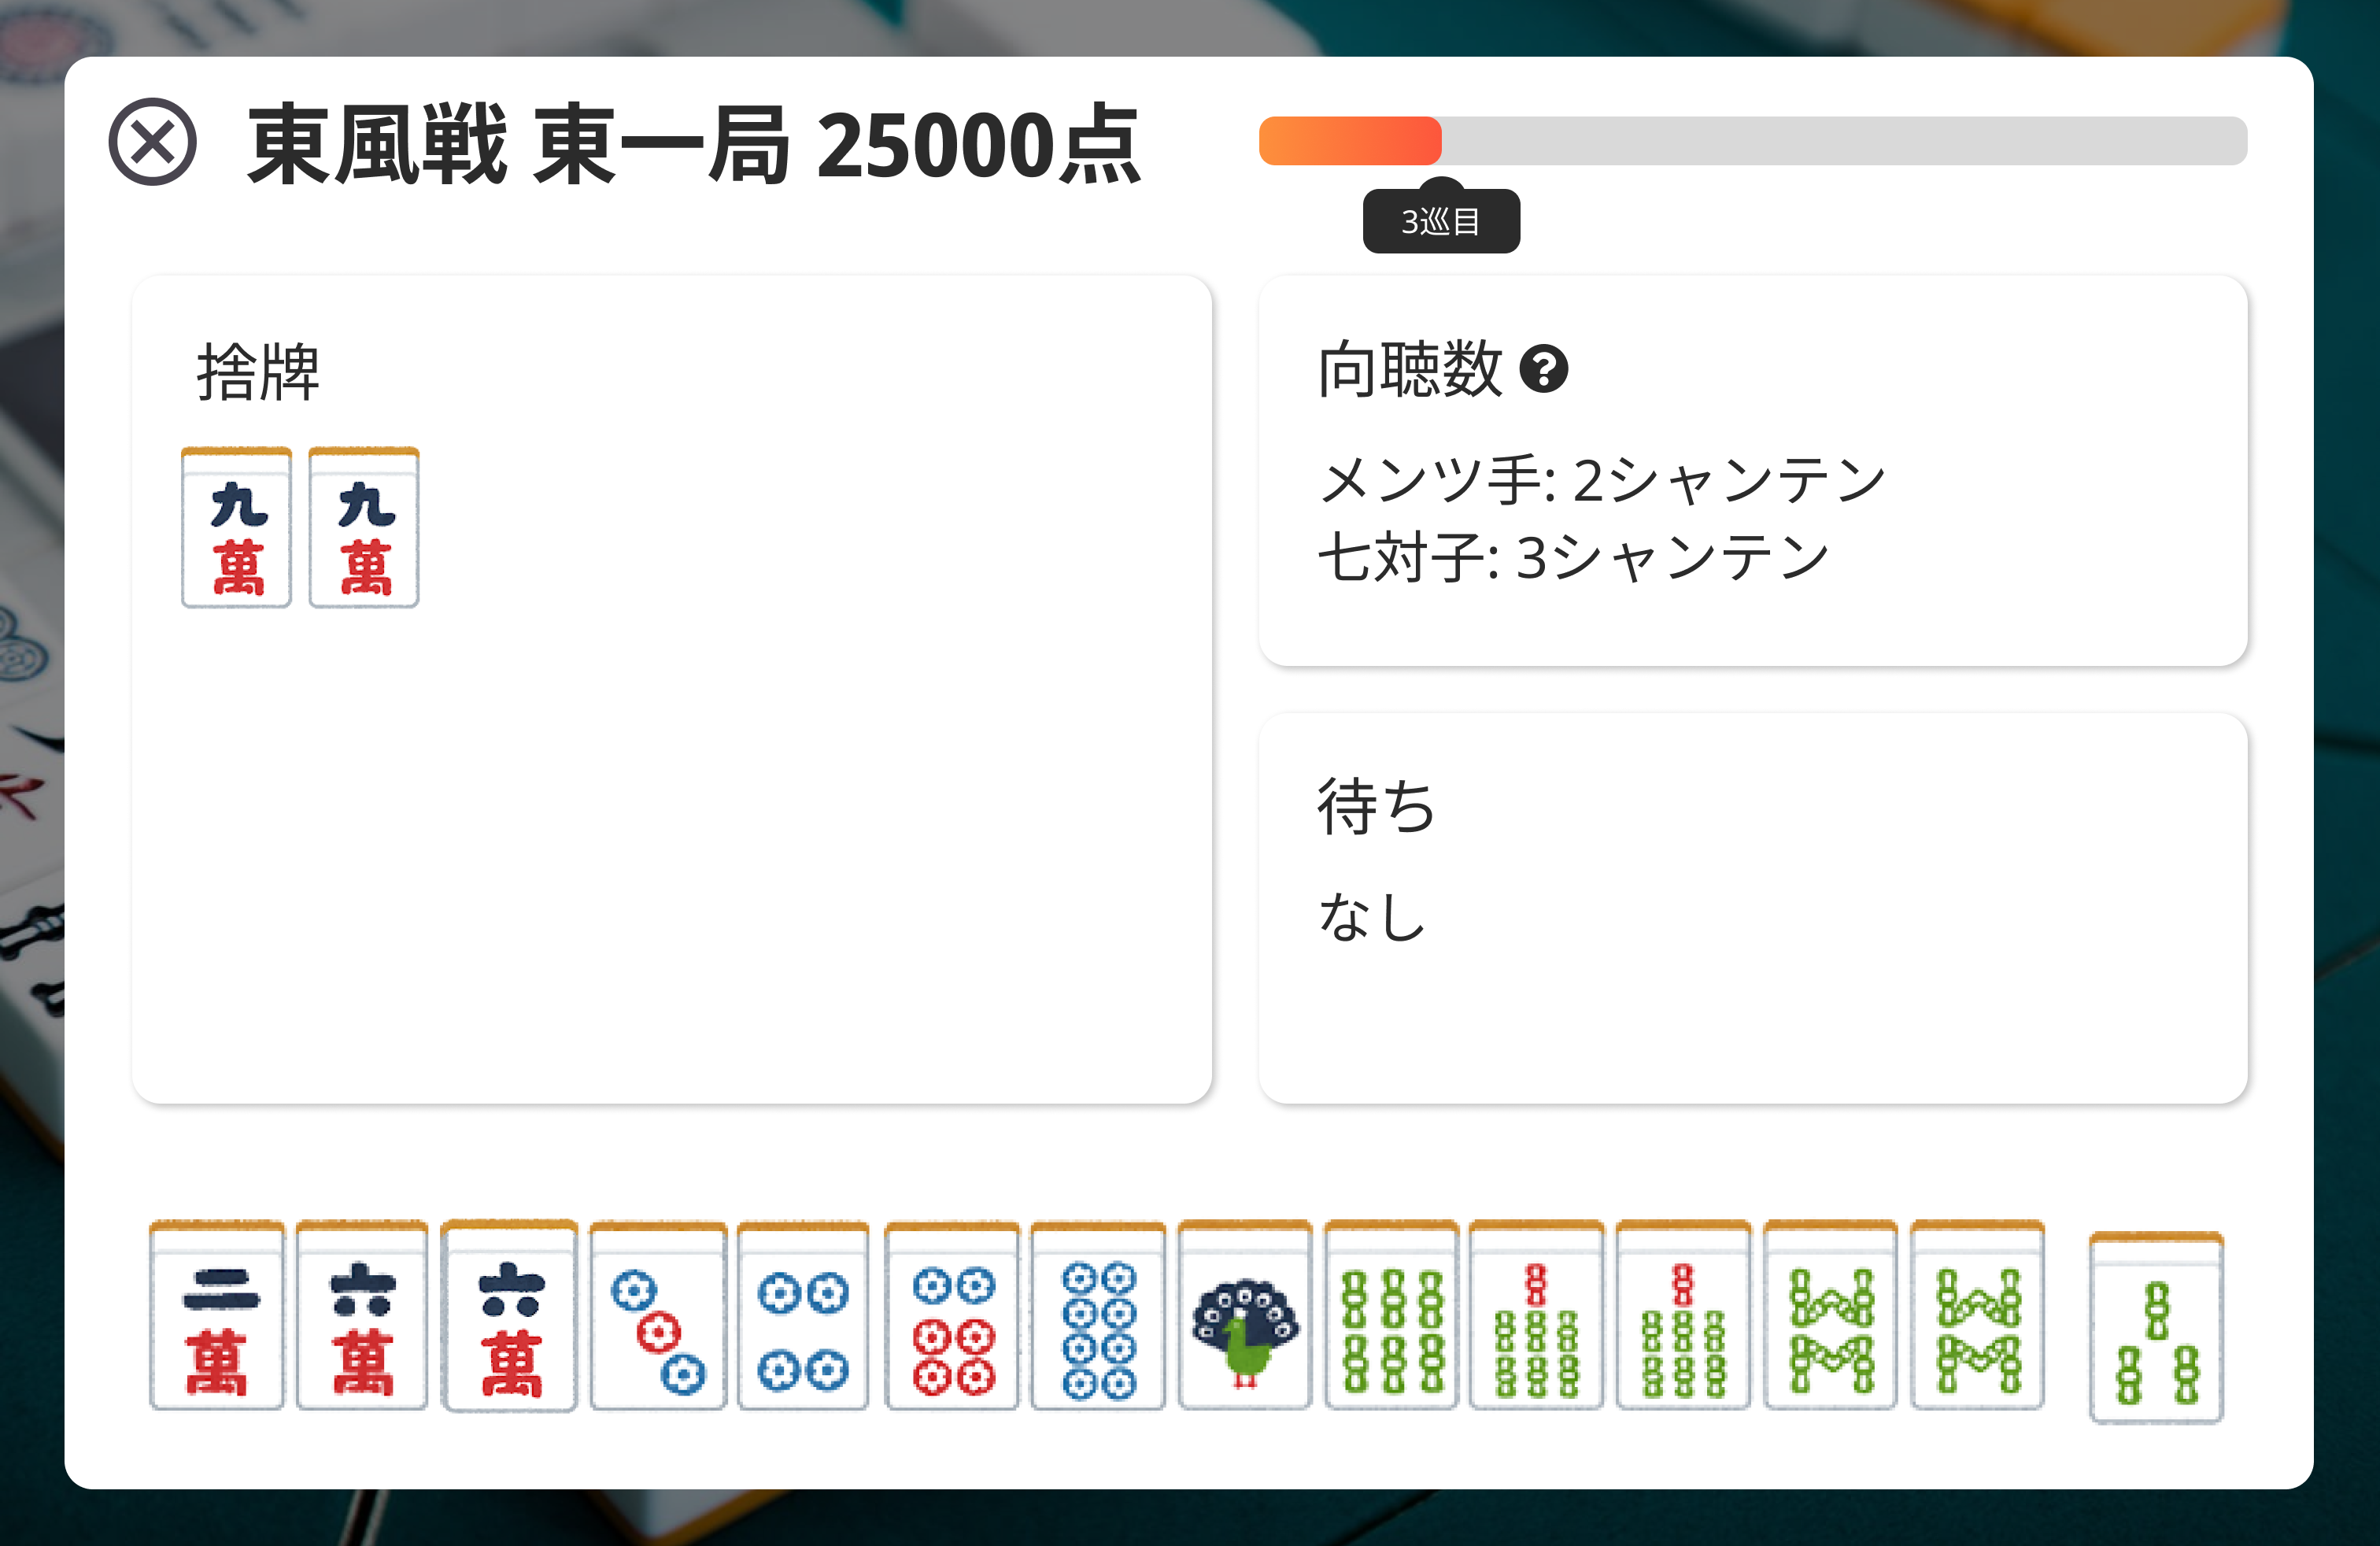 東風戦 東一局 25000点
3巡目
捨牌
九萬 九萬
向聴数 ?
メンツ手: 2シャンテン
七対子: 3シャンテン
待ち
なし
二萬 六萬 六萬